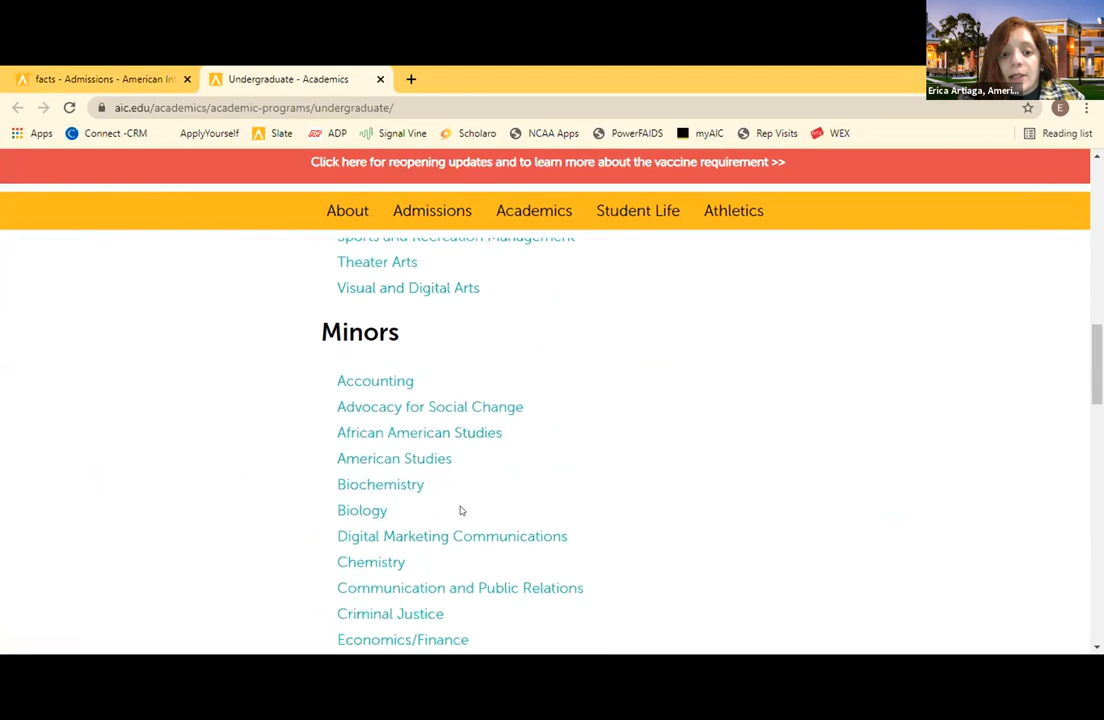 Erica Artiaga, Ameri...
facts - Admissions - American Int
Undergraduate - Academics
aic.edu/academics/academic-programs/undergraduate/
E
Apps
Connect -CRM
ApplyYourself
Slate
ADP
Signal Vine
Scholaro
NCAA Apps
PowerFAIDS
myAIC
Rep Visits
WEX
Reading list
Click here for reopening updates and to learn more about the vaccine requirement >>
About Admissions Academics Student Life Athletics
Sports and Recreation Management
Theater Arts
Visual and Digital Arts
Minors
Accounting
Advocacy for Social Change
African American Studies
American Studies
Biochemistry
Biology
Digital Marketing Communications
Chemistry
Communication and Public Relations
Criminal Justice
Economics/Finance